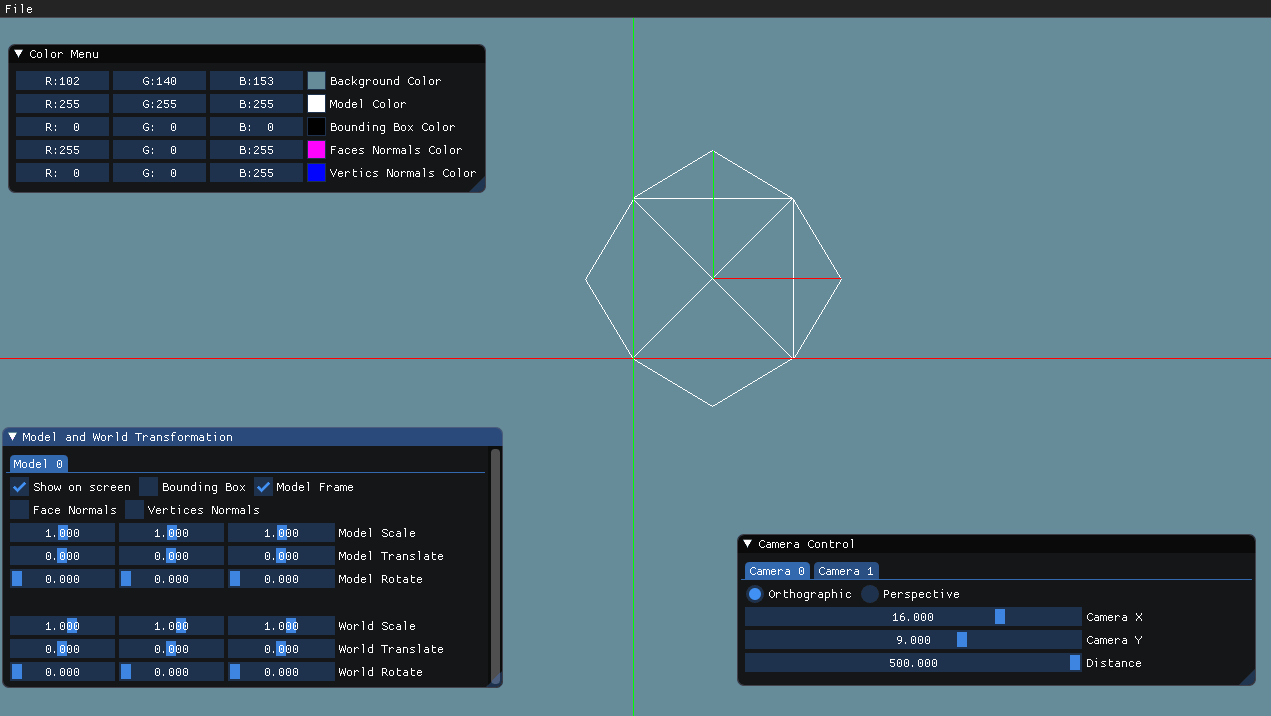 File
Color Menu
R:102 G:140 B:153 Background Color
R:255 G:255 B:255 Model Color
R:  0 G:  0 B:  0 Bounding Box Color
R:255 G:  0 B:255 Faces Normals Color
R:  0 G:  0 B:255 Vertics Normals Color
Model and World Transformation
Model 0
Show on screen Bounding Box Model Frame
Face Normals Vertices Normals
1.000 1.000 1.000 Model Scale
0.000 0.000 0.000 Model Translate
0.000 0.000 0.000 Model Rotate
1.000 1.000 1.000 World Scale
0.000 0.000 0.000 World Translate
0.000 0.000 0.000 World Rotate
Camera Control
Camera 0 Camera 1
Orthographic Perspective
16.000 Camera X
9.000 Camera Y
500.000 Distance